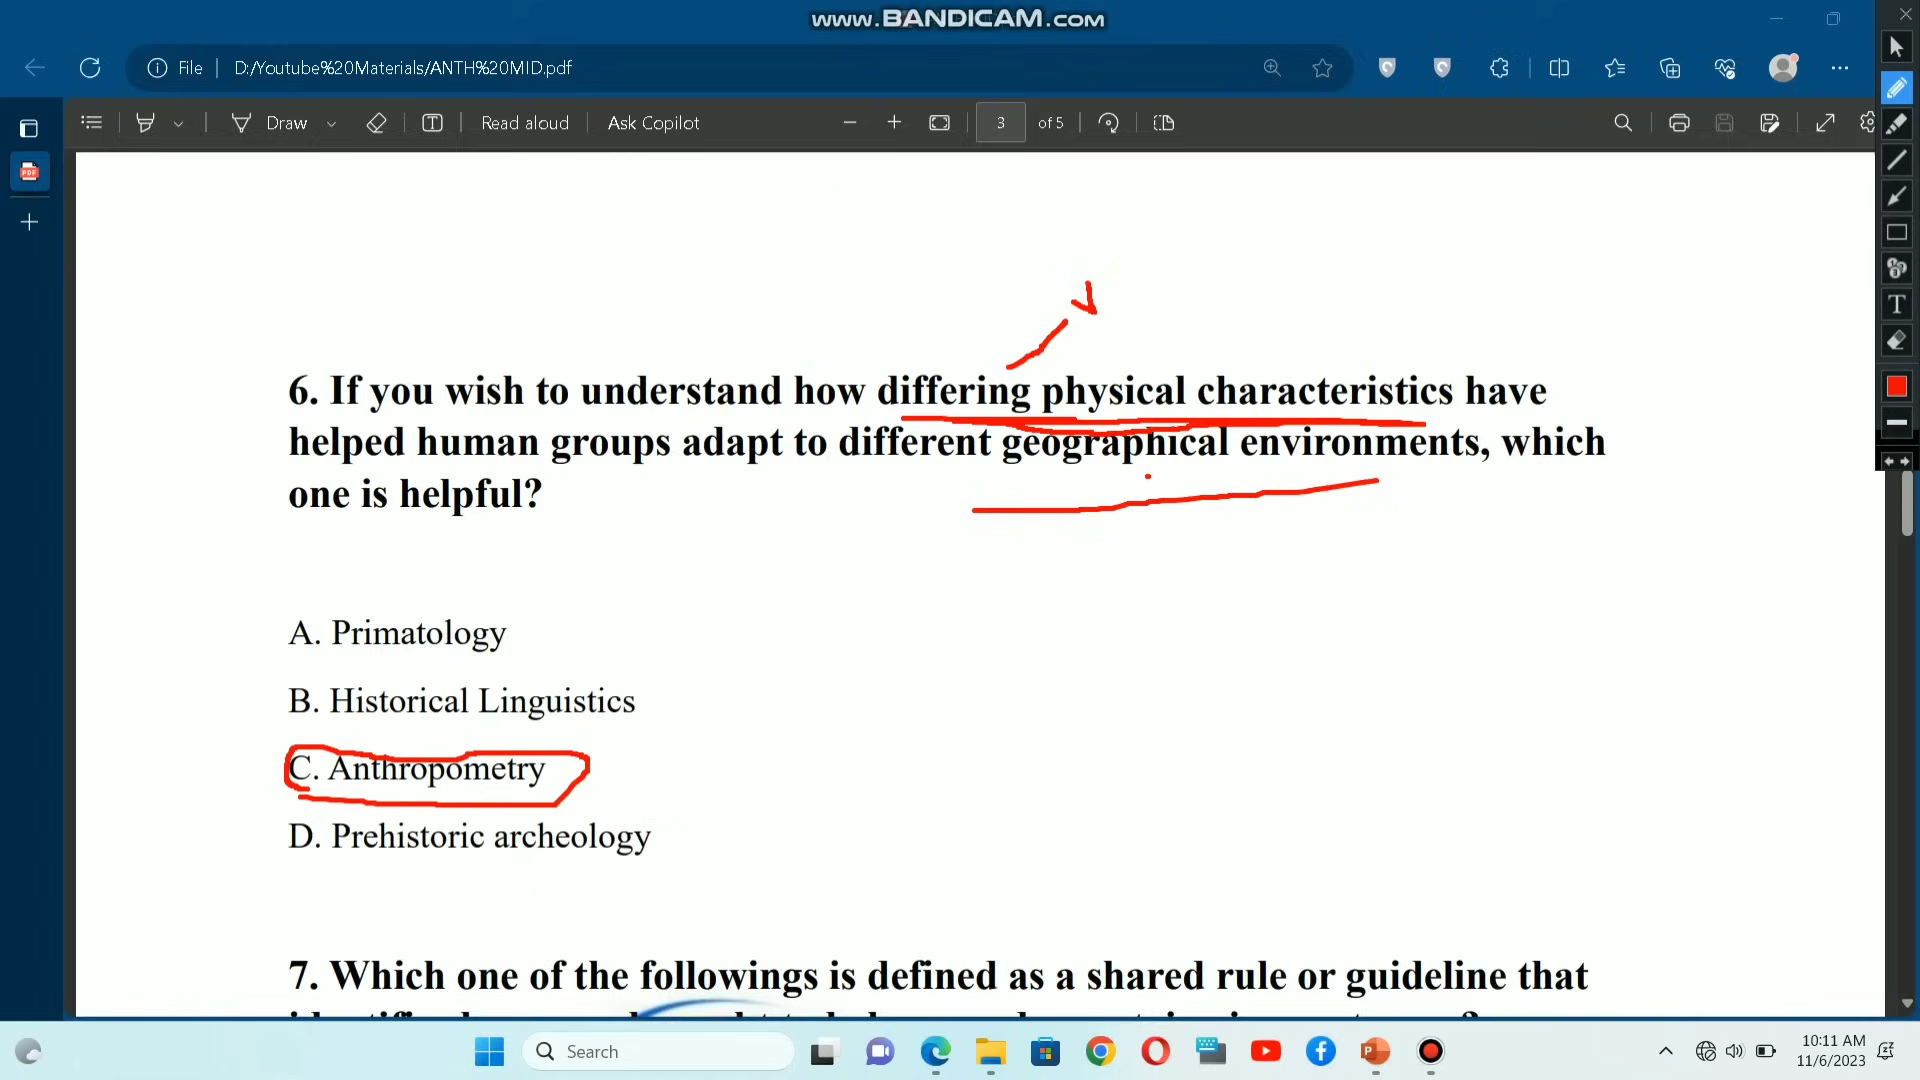 www.BANDICAM.com
File
D:/Youtube%20Materials/ANTH%20MID.pdf
Draw
Read aloud
Ask Copilot
3
of 5
6. If you wish to understand how differing physical characteristics have
helped human groups adapt to different geographical environments, which
one is helpful?
A. Primatology
B. Historical Linguistics
C. Anthropometry
D. Prehistoric archeology
7. Which one of the followings is defined as a shared rule or guideline that
Search
10:11 AM
11/6/2023